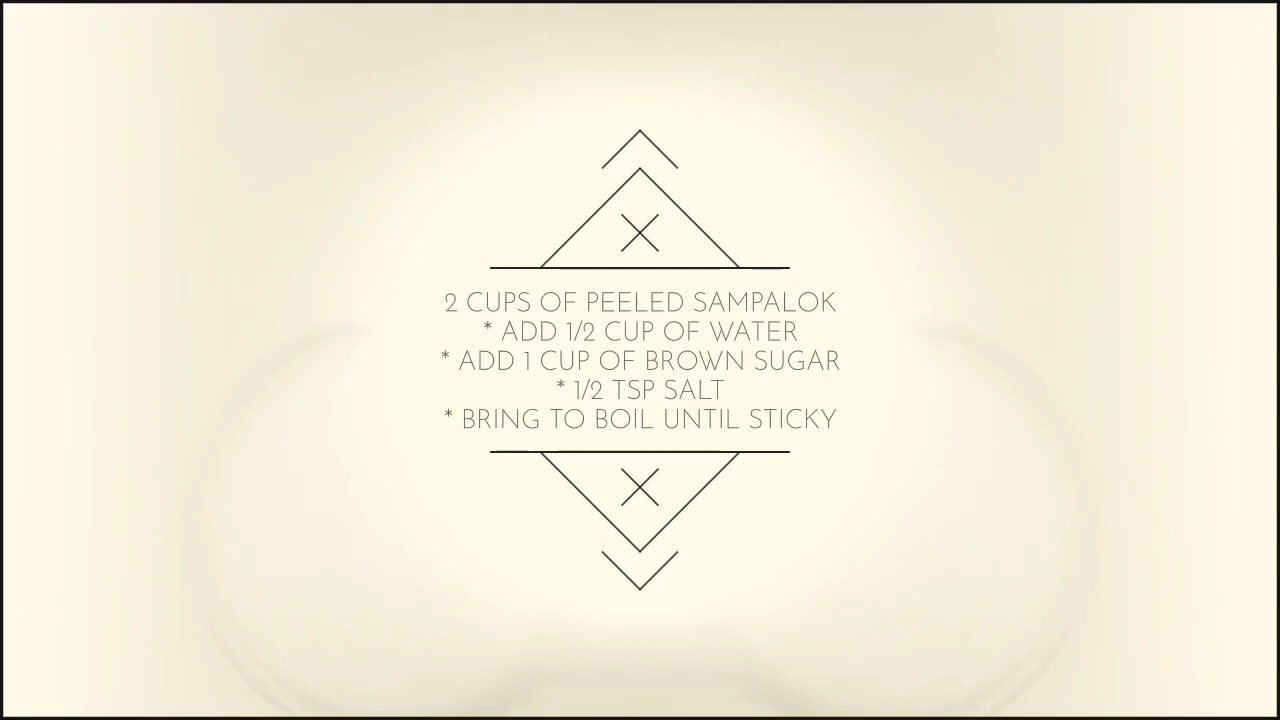 2 CUPS OF PEELED SAMPALOK
* ADD 1/2 CUP OF WATER
* ADD 1 CUP OF BROWN SUGAR
* 1/2 TSP SALT
* BRING TO BOIL UNTIL STICKY